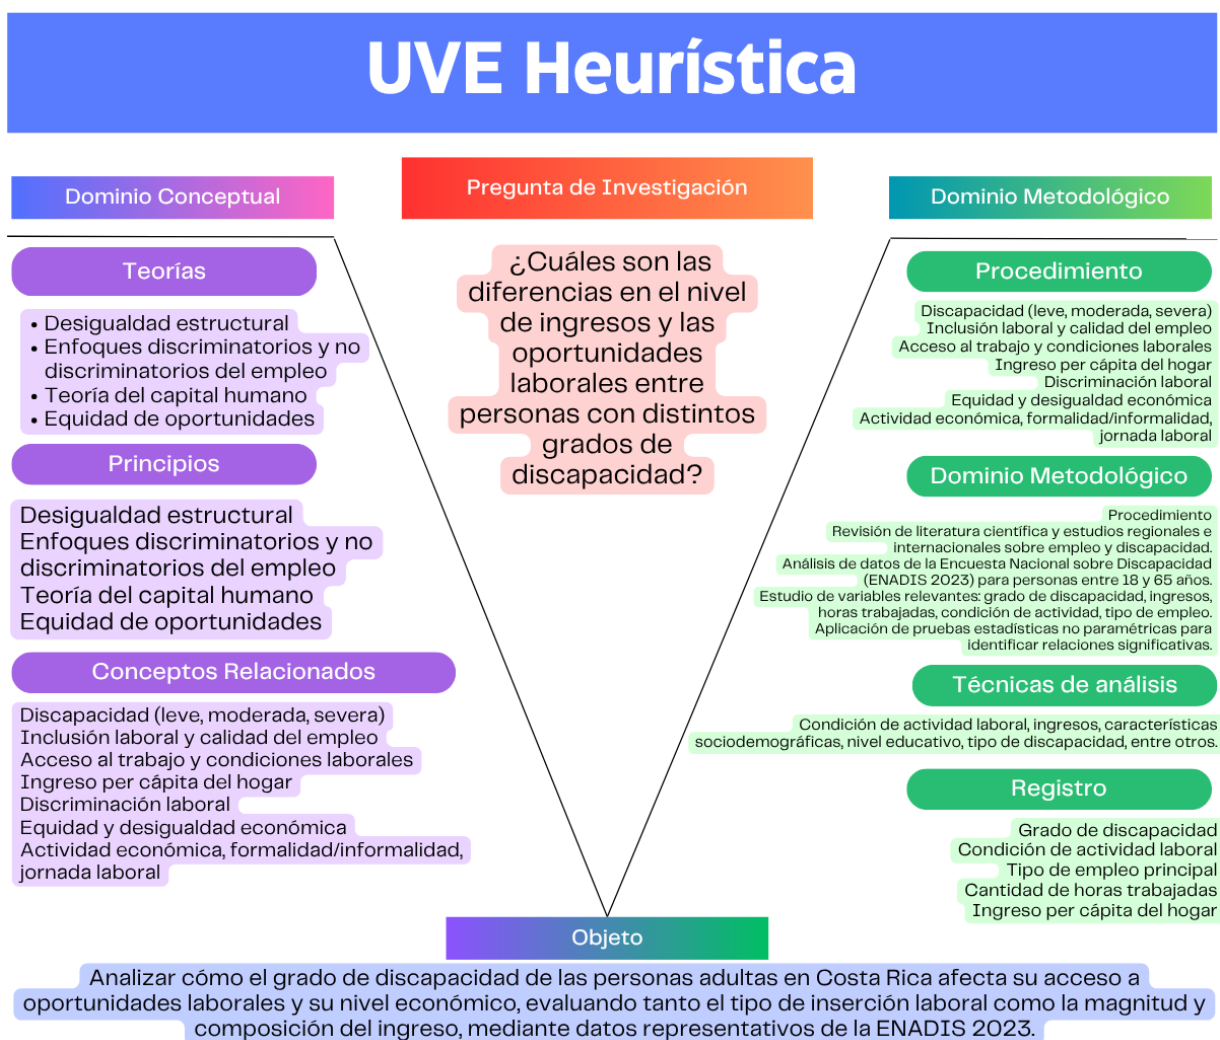 UVE Heurística
Dominio Conceptual
Teorías
• Desigualdad estructural
• Enfoques discriminatorios y no
discriminatorios del empleo
• Teoría del capital humano
• Equidad de oportunidades
Principios
Desigualdad estructural
Enfoques discriminatorios y no
discriminatorios del empleo
Teoría del capital humano
Equidad de oportunidades
Conceptos Relacionados
Discapacidad (leve, moderada, severa)
Inclusión laboral y calidad del empleo
Acceso al trabajo y condiciones laborales
Ingreso per cápita del hogar
Discriminación laboral
Equidad y desigualdad económica
Actividad económica, formalidad/informalidad,
jornada laboral
Pregunta de Investigación
¿Cuáles son las
diferencias en el nivel
de ingresos y las
oportunidades
laborales entre
personas con distintos
grados de
discapacidad?
Dominio Metodológico
Procedimiento
Discapacidad (leve, moderada, severa)
Inclusión laboral y calidad del empleo
Acceso al trabajo y condiciones laborales
Ingreso per cápita del hogar
Discriminación laboral
Equidad y desigualdad económica
Actividad económica, formalidad/informalidad,
jornada laboral
Dominio Metodológico
Procedimiento
Revisión de literatura científica y estudios regionales e
internacionales sobre empleo y discapacidad.
Análisis de datos de la Encuesta Nacional sobre Discapacidad
(ENADIS 2023) para personas entre 18 y 65 años.
Estudio de variables relevantes: grado de discapacidad, ingresos,
horas trabajadas, condición de actividad, tipo de empleo.
Aplicación de pruebas estadísticas no paramétricas para
identificar relaciones significativas.
Técnicas de análisis
Condición de actividad laboral, ingresos, características
sociodemográficas, nivel educativo, tipo de discapacidad, entre otros.
Registro
Grado de discapacidad
Condición de actividad laboral
Tipo de empleo principal
Cantidad de horas trabajadas
Ingreso per cápita del hogar
Objeto
Analizar cómo el grado de discapacidad de las personas adultas en Costa Rica afecta su acceso a
oportunidades laborales y su nivel económico, evaluando tanto el tipo de inserción laboral como la magnitud y
composición del ingreso, mediante datos representativos de la ENADIS 2023.